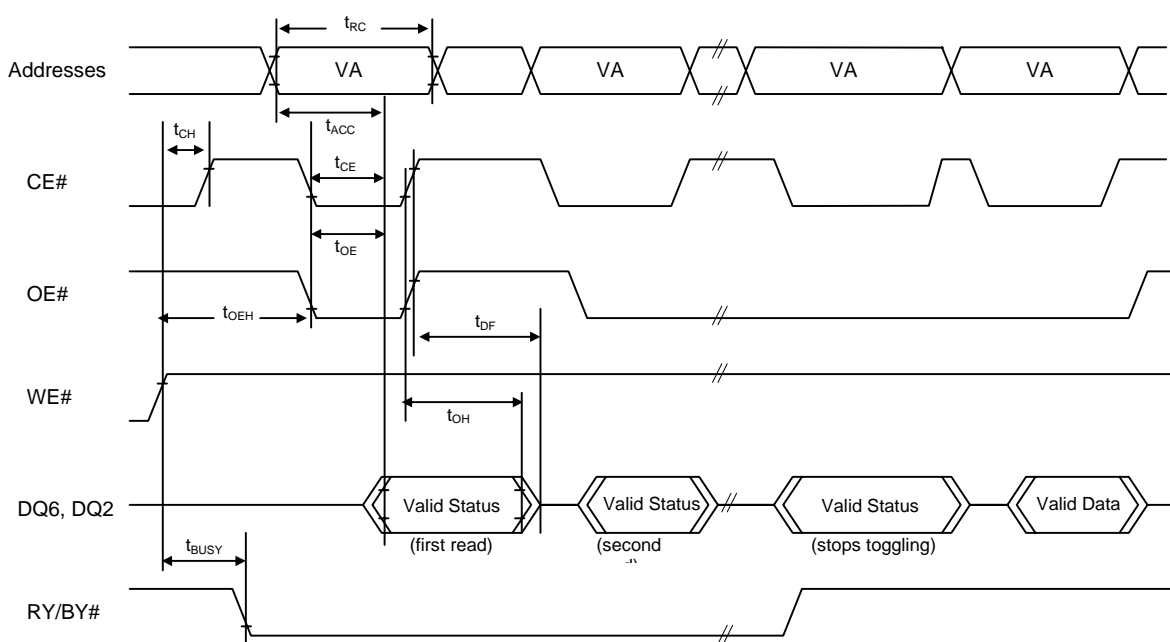 tRC
Addresses VA VA VA VA
tACC
tCH
tCE
CE#
tOE
OE#
tOEH
tDF
WE#
tOH
DQ6, DQ2 Valid Status Valid Status Valid Status Valid Data
(first read) (second (stops toggling)
tBUSY
RY/BY#